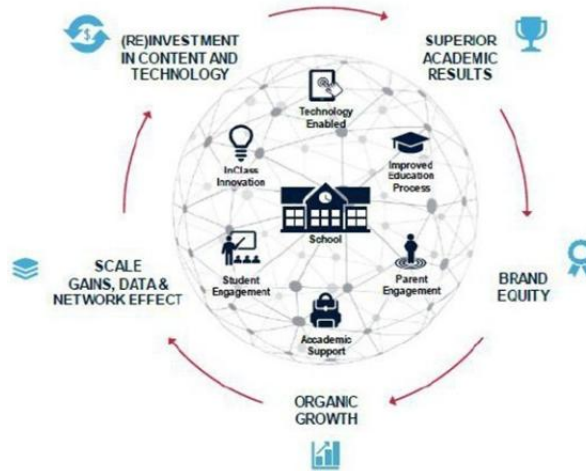 (RE)INVESTMENT
IN CONTENT AND
TECHNOLOGY
SUPERIOR
ACADEMIC
RESULTS
Technology
Enabled
InClass
Innovation
Improved
Education
Process
School
Student
Engagement
Parent
Engagement
Accademic
Support
SCALE
GAINS, DATA &
NETWORK EFFECT
BRAND
EQUITY
ORGANIC
GROWTH
$